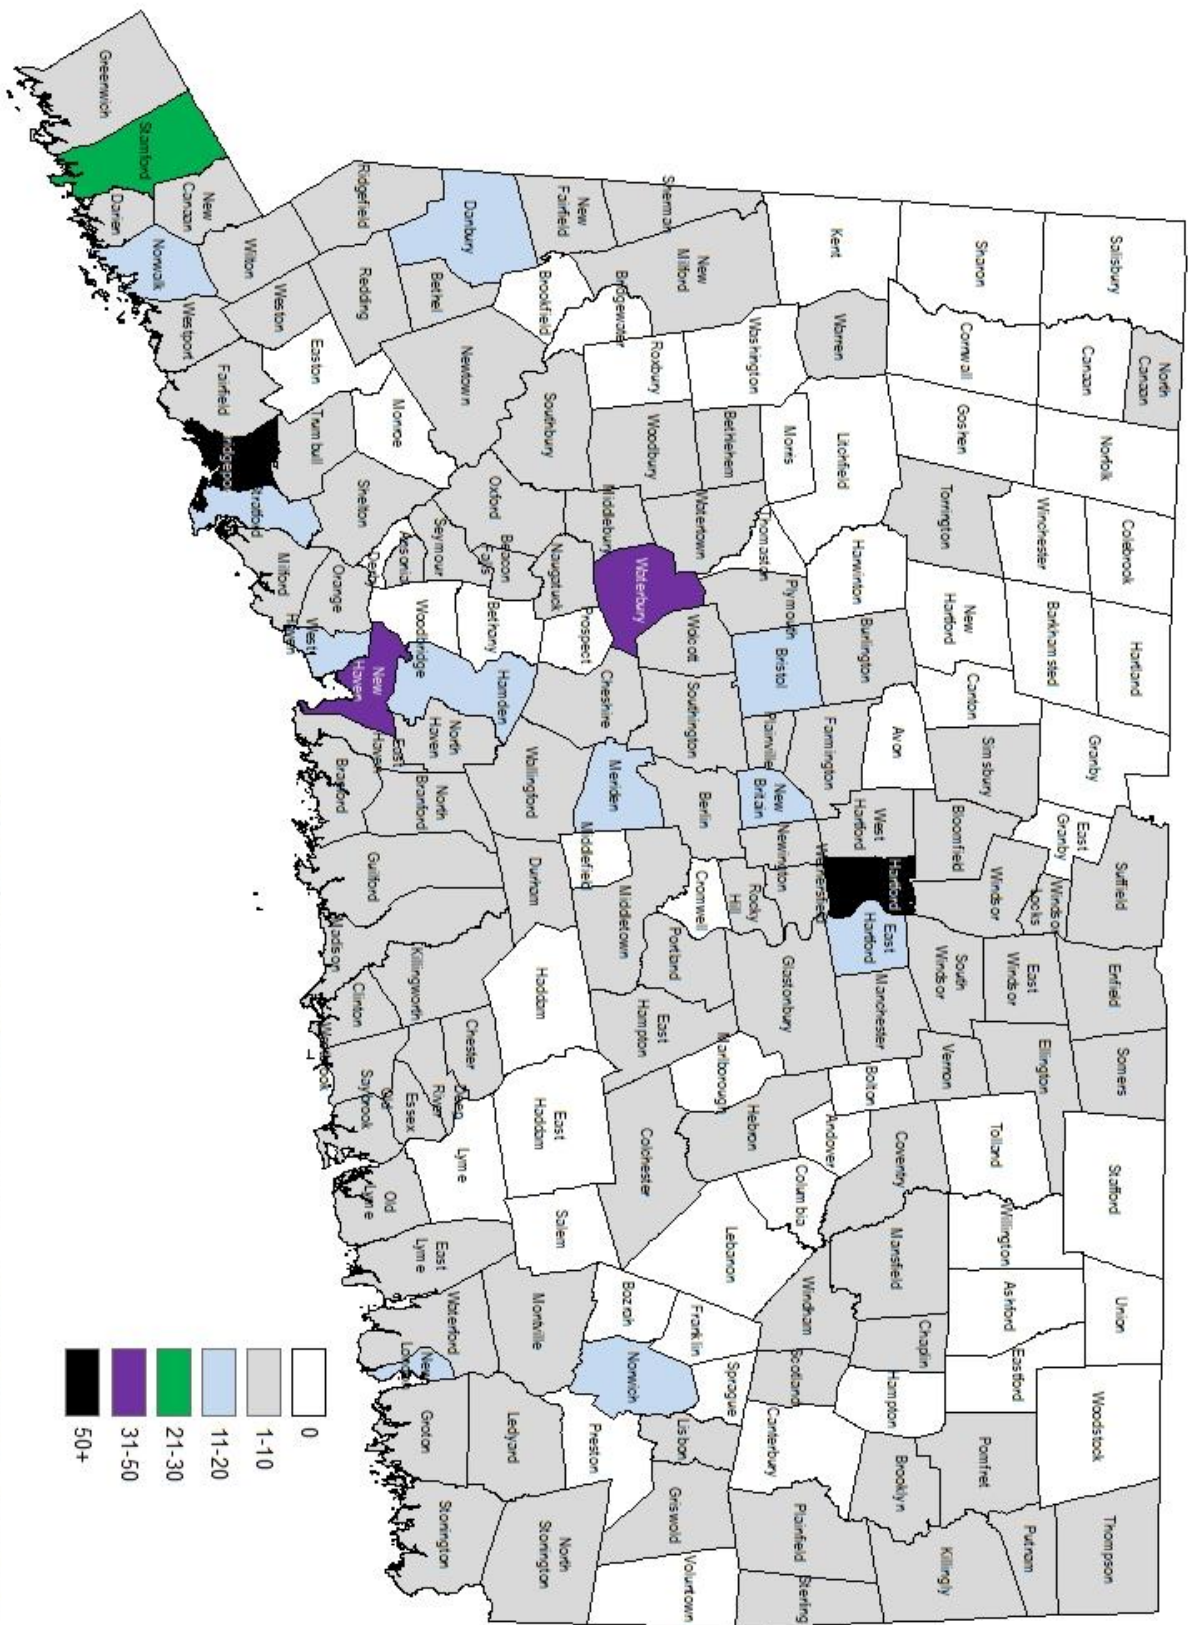 Salisbury
North
Canaan
Canaan
Norfolk
Colebrook
Hartland
Granby
East
Granby
Suffield
Enfield
Somers
Stafford
Union
Woodstock
Thompson
Sharon
Cornwall
Goshen
Winchester
Barkhamsted
Windsor
Locks
East
Windsor
Ellington
Tolland
Willington
Ashford
Eastford
Pomfret
Putnam
Kent
Warren
Litchfield
Torrington
New
Hartford
Canton
Simsbury
Bloomfield
Windsor
South
Windsor
Vernon
Harwinton
Burlington
Avon
Farmington
West
Hartford
Hartford
East
Hartford
Manchester
Bolton
Coventry
Mansfield
Chaplin
Hampton
Brooklyn
Killingly
Sherman
New
Milford
Washington
Morris
Bethlehem
Thomaston
Plymouth
Bristol
Plainville
New
Britain
Newington
Wethersfield
Rocky
Hill
Glastonbury
Andover
Hebron
Columbia
Windham
Scotland
Canterbury
Plainfield
Sterling
New
Fairfield
Bridgewater
Roxbury
Woodbury
Watertown
Wolcott
Southington
Berlin
Cromwell
Portland
Marlborough
Lebanon
Franklin
Sprague
Lisbon
Griswold
Voluntown
Danbury
Brookfield
Southbury
Middlebury
Waterbury
Cheshire
Meriden
Middlefield
Middletown
East
Hampton
Colchester
Bozrah
Norwich
Preston
Bethel
Newtown
Oxford
Naugatuck
Prospect
Beacon
Falls
Bethany
Hamden
Wallingford
Durham
Haddam
East
Haddam
Salem
Montville
Ledyard
North
Stonington
Ridgefield
Redding
Monroe
Seymour
Ansonia
Derby
Woodbridge
North
Haven
North
Branford
Killingworth
Chester
Deep
River
Essex
Lyme
East
Lyme
Waterford
New
London
Groton
Stonington
Wilton
Weston
Easton
Trumbull
Shelton
Orange
New
Haven
West
Haven
East
Haven
Branford
Guilford
Madison
Clinton
Westbrook
Old
Saybrook
Old
Lyme
New
Canaan
Norwalk
Westport
Fairfield
Stratford
Milford
Greenwich
Stamford
Darien
0
1-10
11-20
21-30
31-50
50+